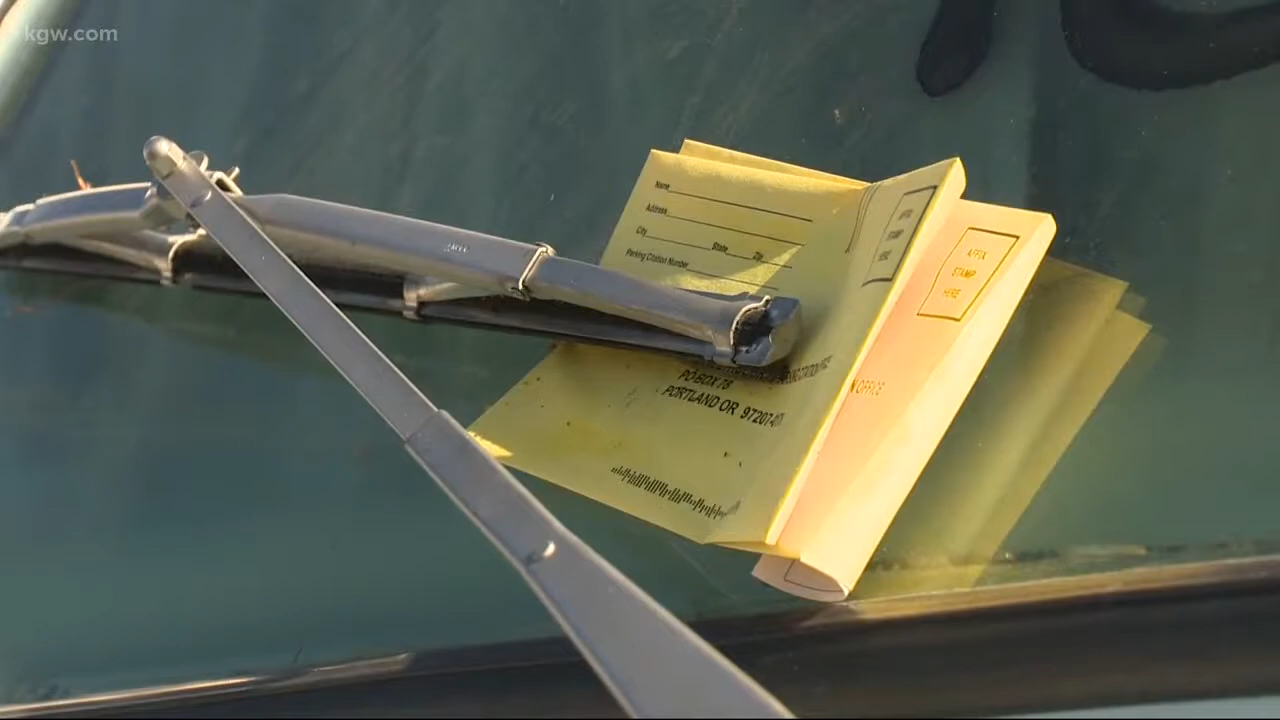 kgw.com
Name
Address
City State Zip
Parking Citation Number
AFFIX
STAMP
HERE
AFFIX
STAMP
HERE
OFFICE
PO BOX 78
PORTLAND OR 97207